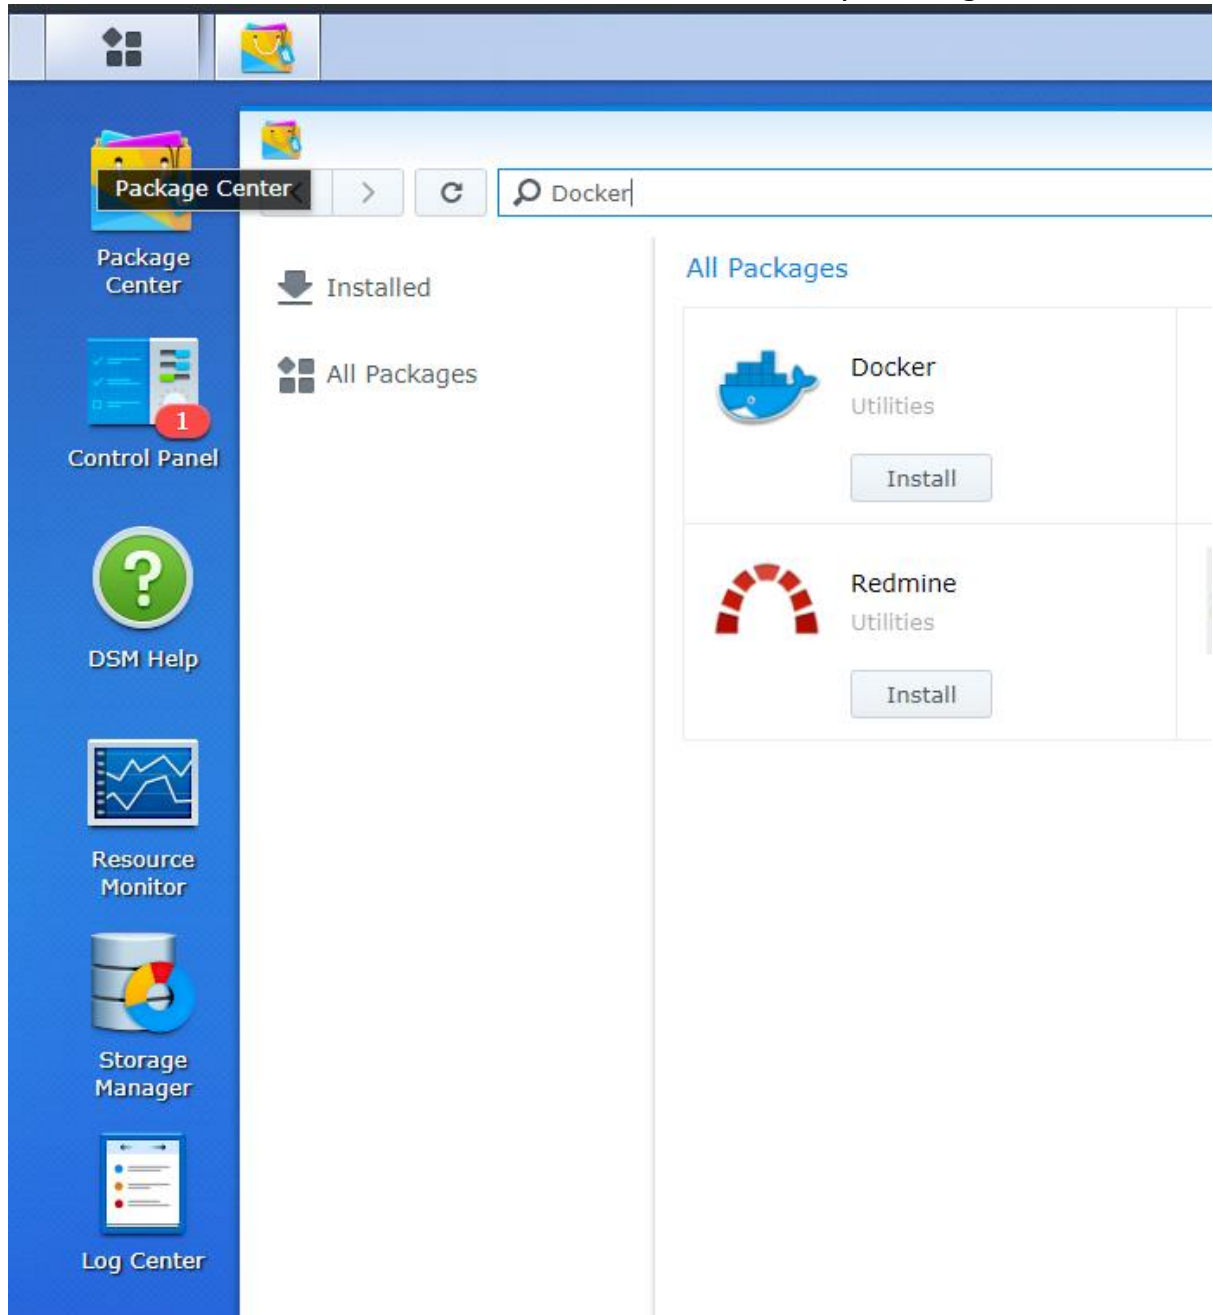 Package Center
Docker
Package
Center
Control Panel
1
DSM Help
Resource
Monitor
Storage
Manager
Log Center
Installed
All Packages
All Packages
Docker
Utilities
Install
Redmine
Utilities
Install